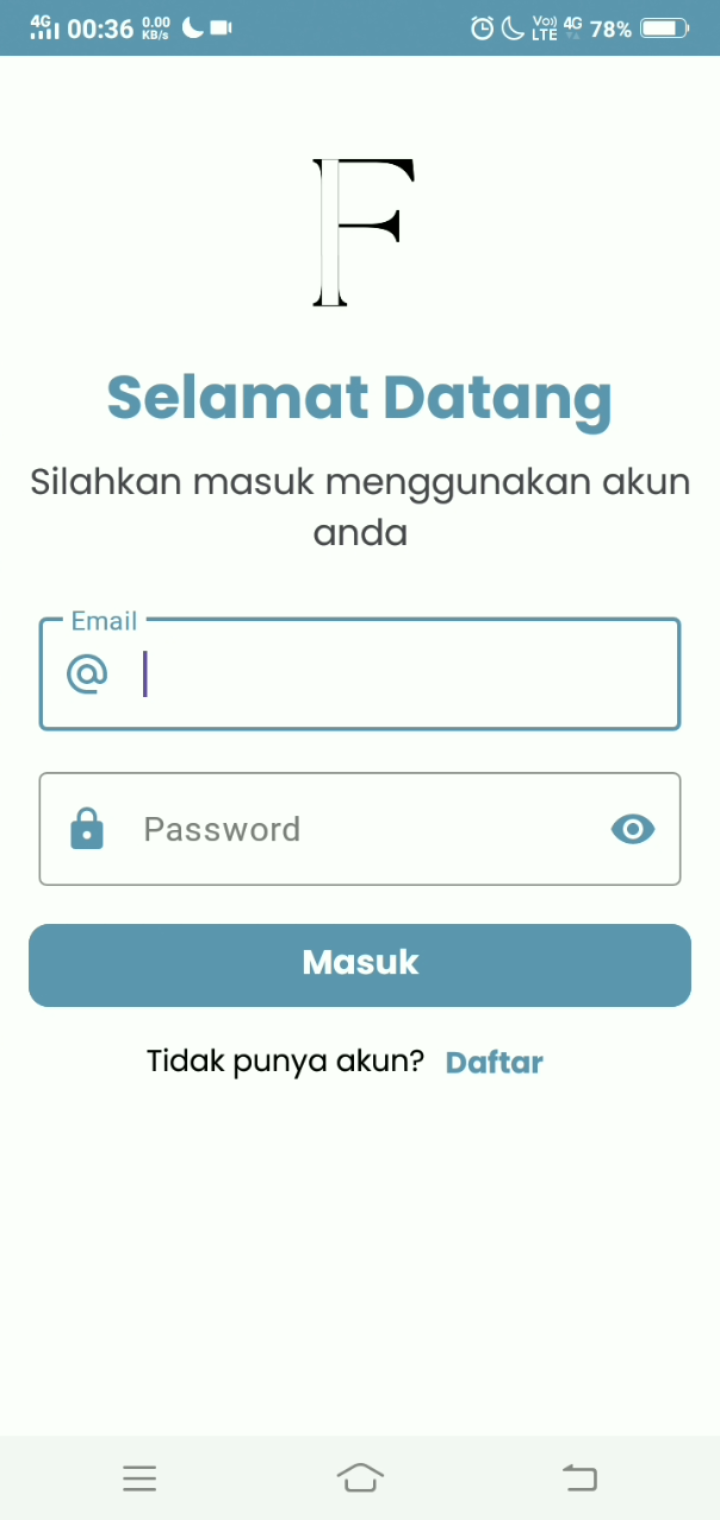 4G 00:36 0.00 KB/s Vo)) LTE 4G 78%
F
Selamat Datang
Silahkan masuk menggunakan akun
anda
Email
@
Password
Masuk
Tidak punya akun? Daftar